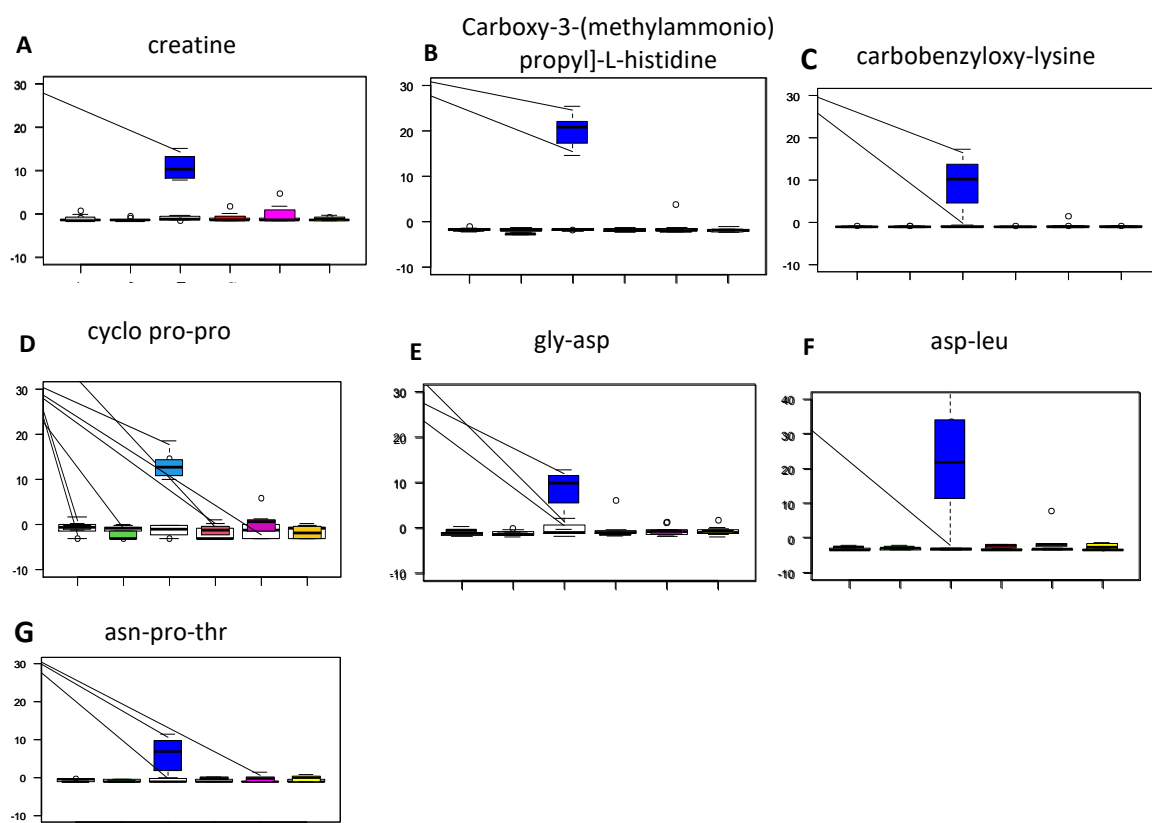 A
creatine
30
20
10
0
-10
B
Carboxy-3-(methylammonio)
propyl]-L-histidine
30
20
10
0
-10
C
carbobenzyloxy-lysine
30
20
10
0
-10
D
cyclo pro-pro
30
20
10
0
-10
E
gly-asp
30
20
10
0
-10
F
asp-leu
40
30
20
10
0
-10
G
asn-pro-thr
30
20
10
0
-10